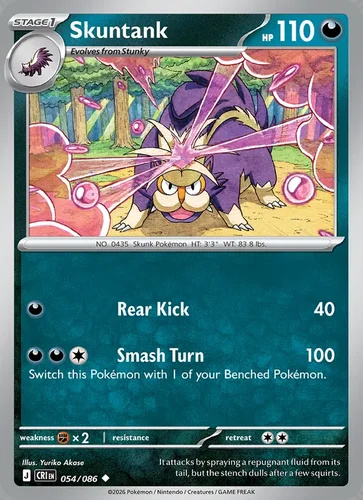 STAGE 1
Skuntank
HP 110
Evolves from Stunky
NO. 0435 Skunk Pokémon HT: 3'3" WT: 83.8 lbs.
Rear Kick 40
Smash Turn 100
Switch this Pokémon with 1 of your Benched Pokémon.
weakness ×2 resistance retreat
Illus. Yuriko Akase
J CRI EN 054/086
It attacks by spraying a repugnant fluid from its
tail, but the stench dulls after a few squirts.
©2026 Pokémon / Nintendo / Creatures / GAME FREAK